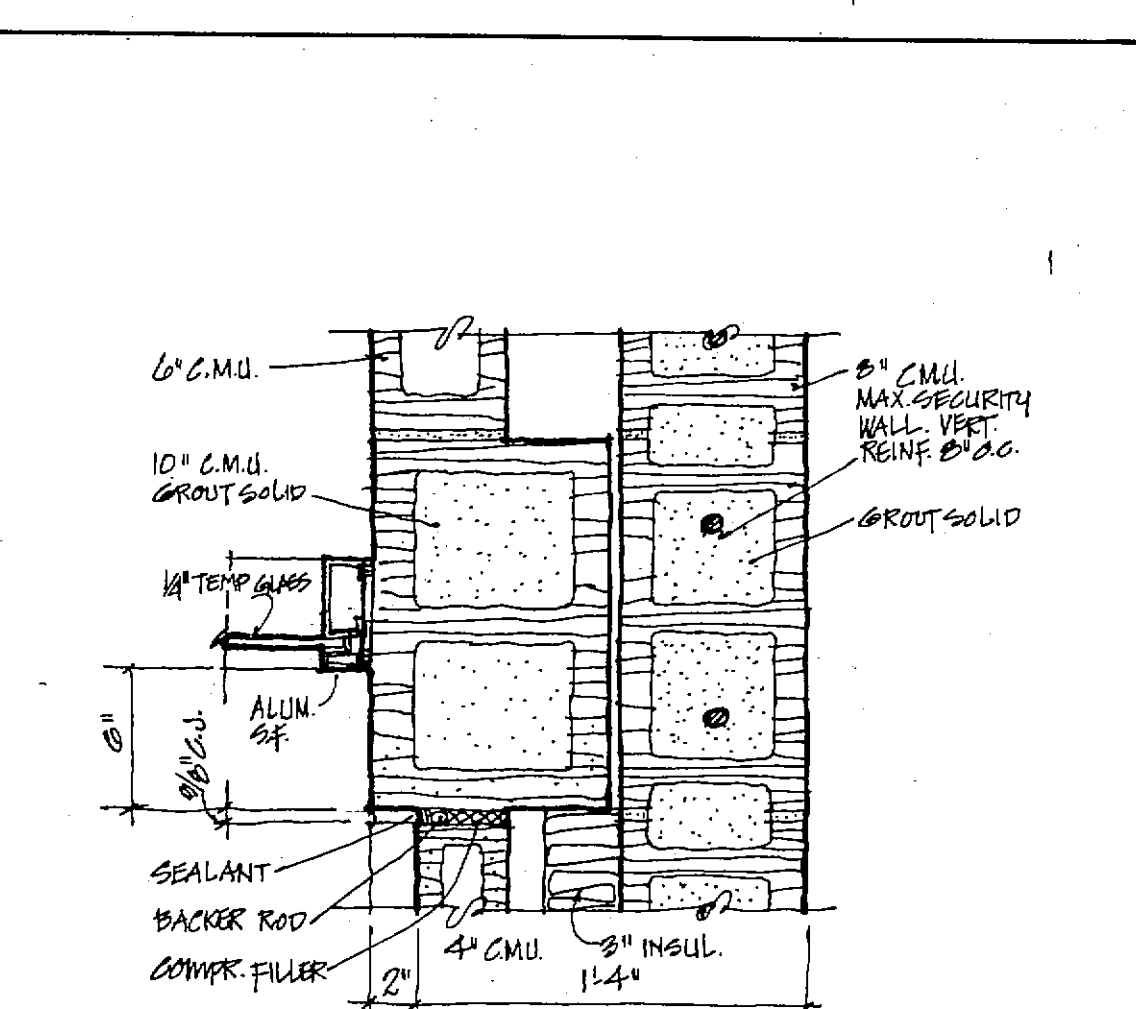 6" C.M.U.
8" CMU.
MAX. SECURITY
WALL. VERT.
REINF. 8" O.C.
10" C.M.U.
GROUT SOLID
GROUT SOLID
1/4" TEMP GLASS
ALUM.
S.F.
6"
3/8" C.J.
SEALANT
BACKER ROD
COMPR. FILLER
4" C.M.U.
3" INSUL.
2"
1'-4"